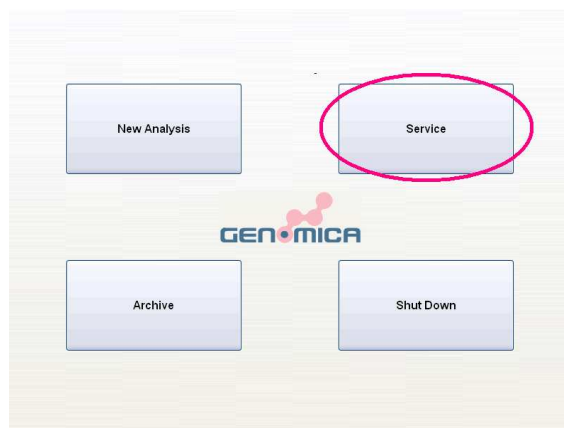 New Analysis
Service
GENOMICA
Archive
Shut Down